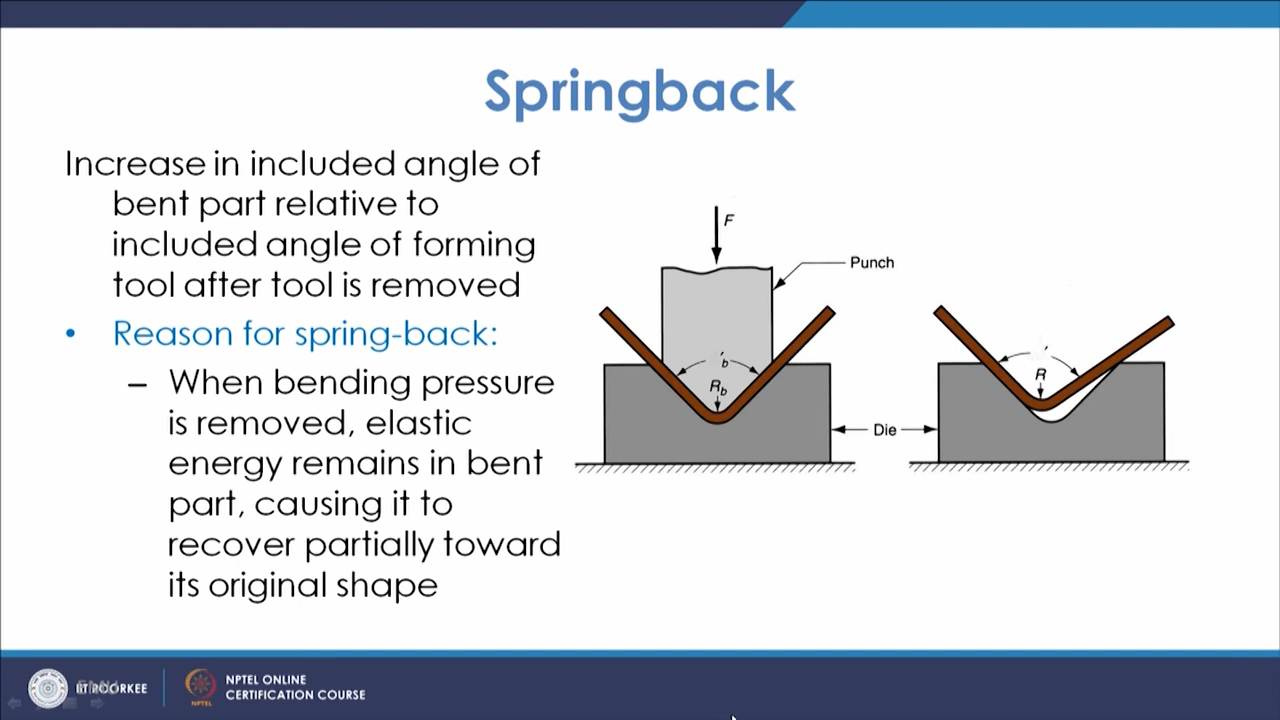 Springback
Increase in included angle of
bent part relative to
included angle of forming
tool after tool is removed
• Reason for spring-back:
– When bending pressure
is removed, elastic
energy remains in bent
part, causing it to
recover partially toward
its original shape
F
Punch
′b
Rb
Die
′
R
IIT ROORKEE
NPTEL ONLINE
CERTIFICATION COURSE
NPTEL